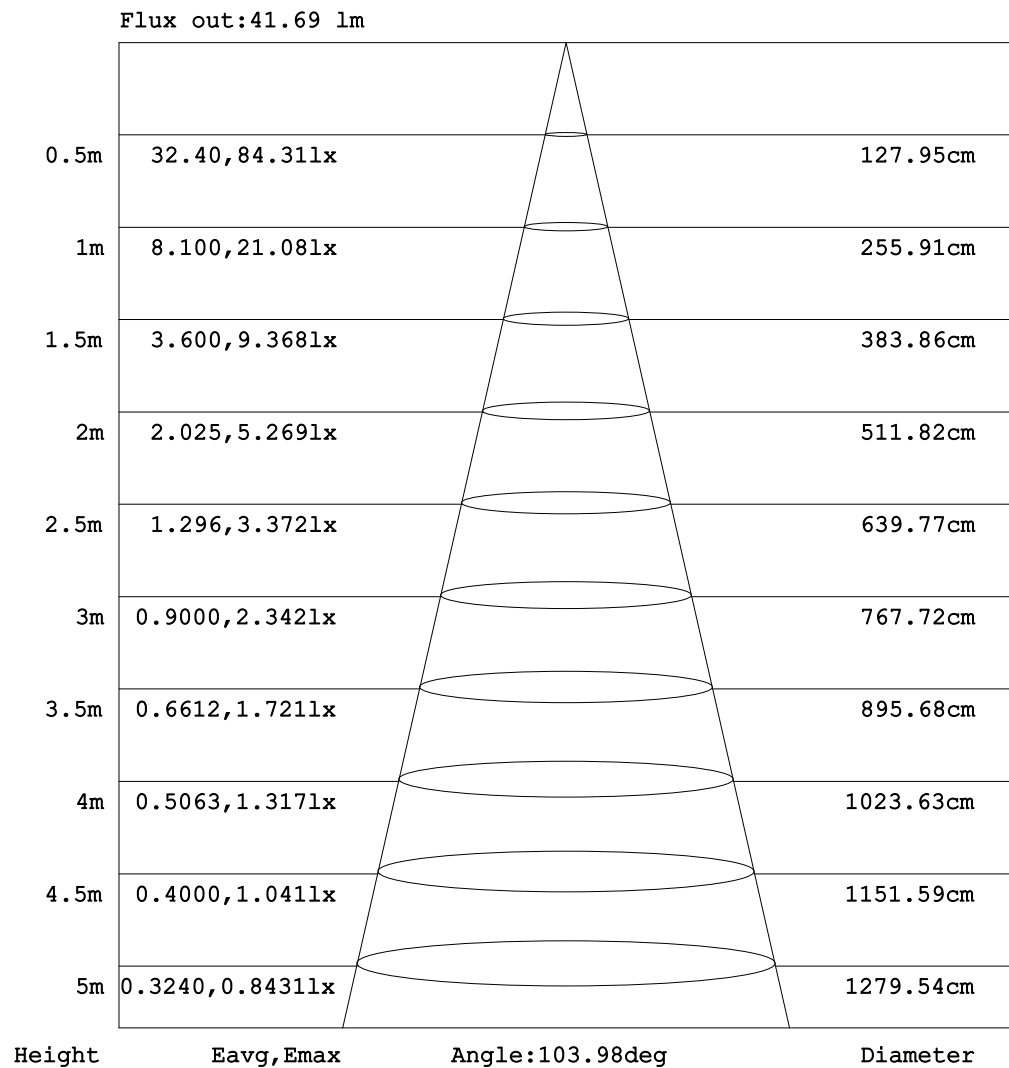 Flux out:41.69 lm
0.5m 32.40,84.31lx 127.95cm
1m 8.100,21.08lx 255.91cm
1.5m 3.600,9.368lx 383.86cm
2m 2.025,5.269lx 511.82cm
2.5m 1.296,3.372lx 639.77cm
3m 0.9000,2.342lx 767.72cm
3.5m 0.6612,1.721lx 895.68cm
4m 0.5063,1.317lx 1023.63cm
4.5m 0.4000,1.041lx 1151.59cm
5m 0.3240,0.8431lx 1279.54cm
Height Eavg,Emax Angle:103.98deg Diameter